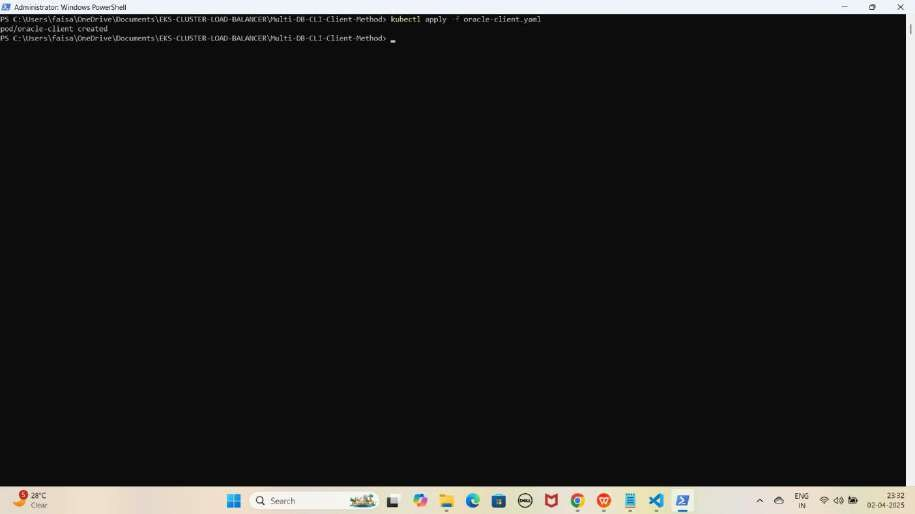 Administrator: Windows PowerShell
PS C:\Users\faisa\OneDrive\Documents\EKS-CLUSTER-LOAD-BALANCER\Multi-DB-CLI-Client-Method> kubectl apply -f oracle-client.yaml
pod/oracle-client created
PS C:\Users\faisa\OneDrive\Documents\EKS-CLUSTER-LOAD-BALANCER\Multi-DB-CLI-Client-Method>
5
28°C
Clear
Search
DELL
W
ENG
IN
23:32
02-04-2025